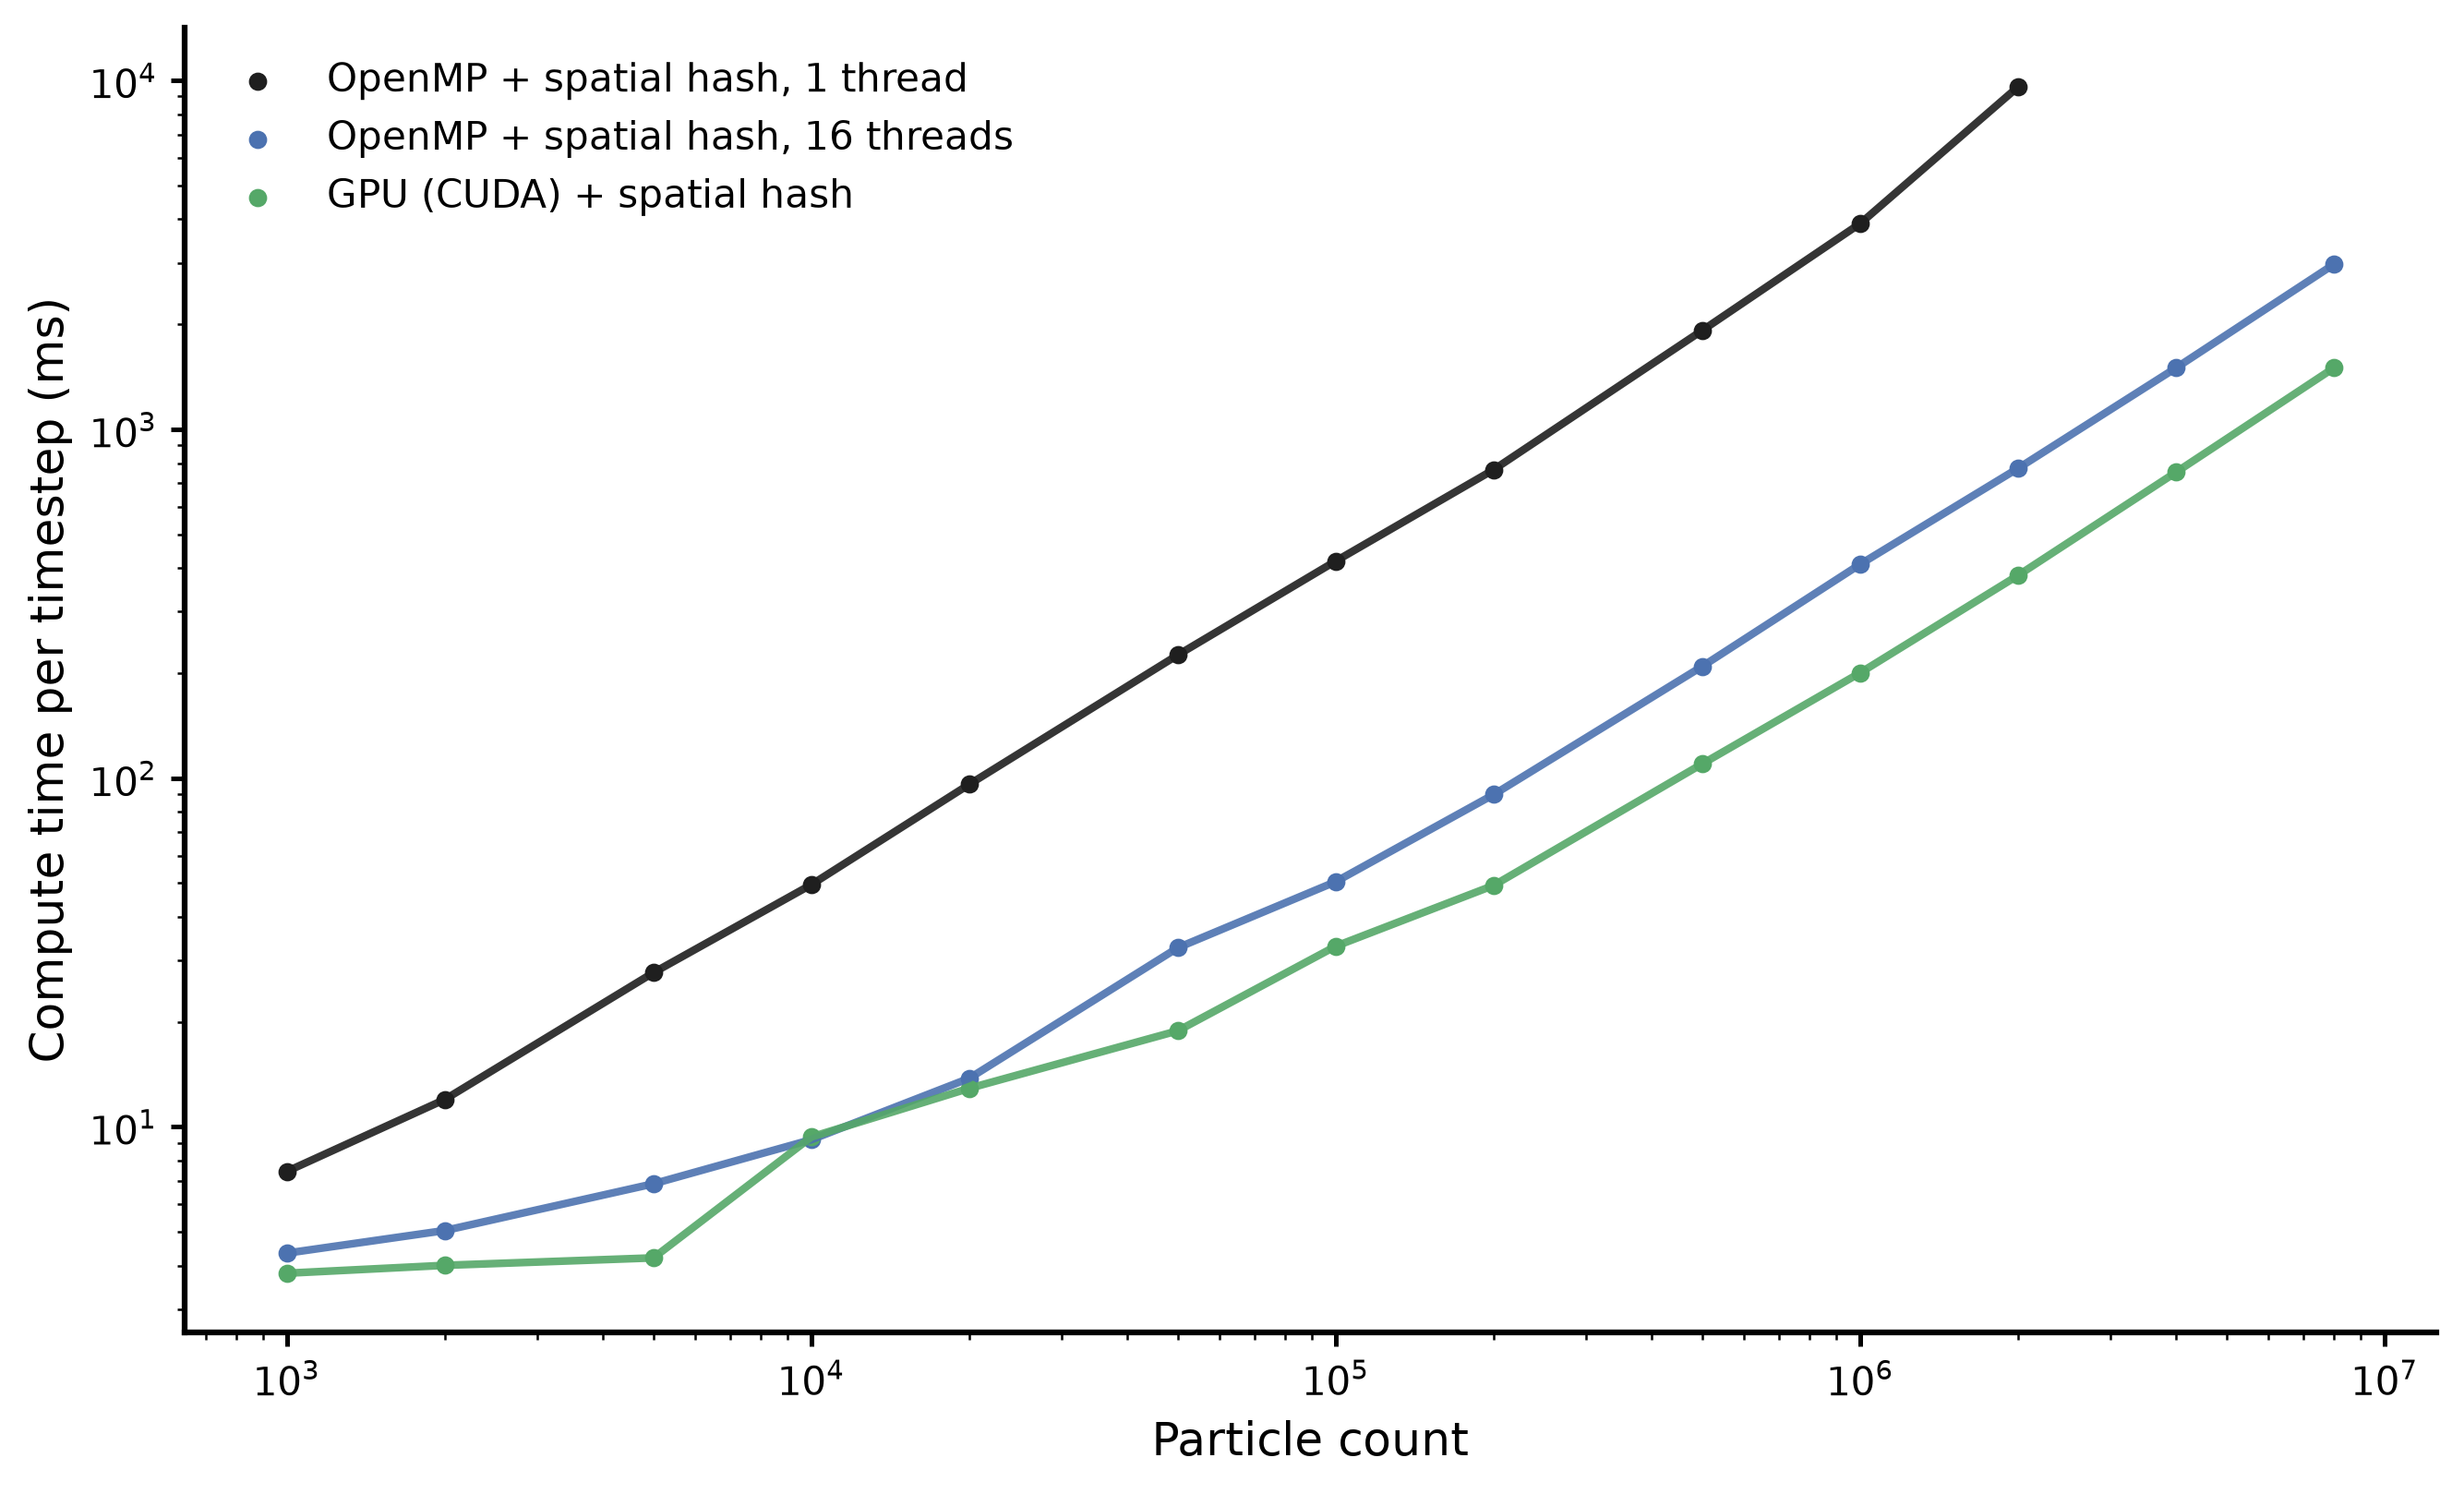 OpenMP + spatial hash, 1 thread
OpenMP + spatial hash, 16 threads
GPU (CUDA) + spatial hash
Compute time per timestep (ms)
10⁴
10³
10²
10¹
10³ 10⁴ 10⁵ 10⁶ 10⁷
Particle count